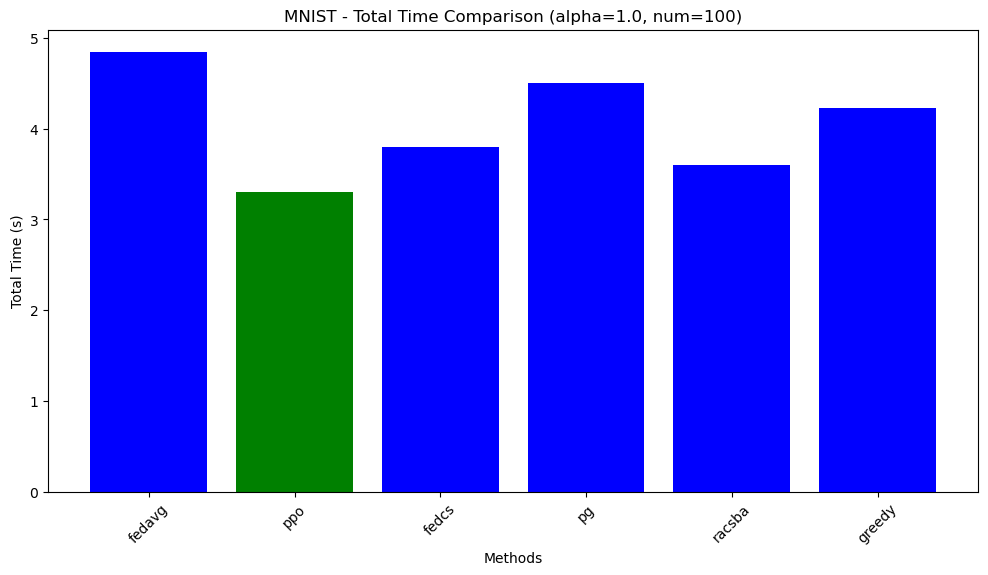 MNIST - Total Time Comparison (alpha=1.0, num=100)
Total Time (s)
5
4
3
2
1
0
fedavg
ppo
fedcs
pg
racsba
greedy
Methods